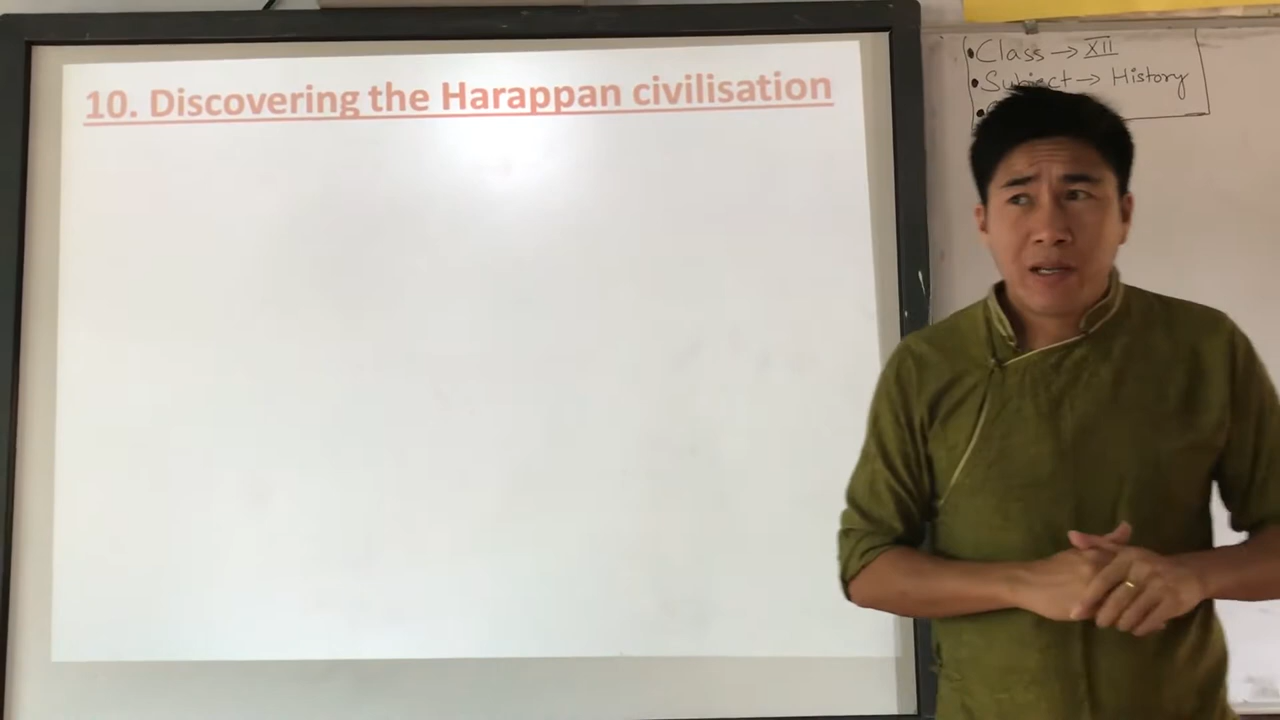 10. Discovering the Harappan civilisation
• Class → XII
• Subject → History